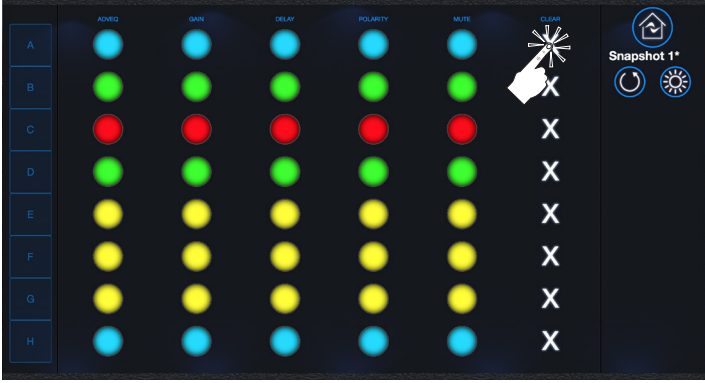 ADVEQ GAIN DELAY POLARITY MUTE CLEAR
A
Snapshot 1*
B X
C X
D X
E X
F X
G X
H X